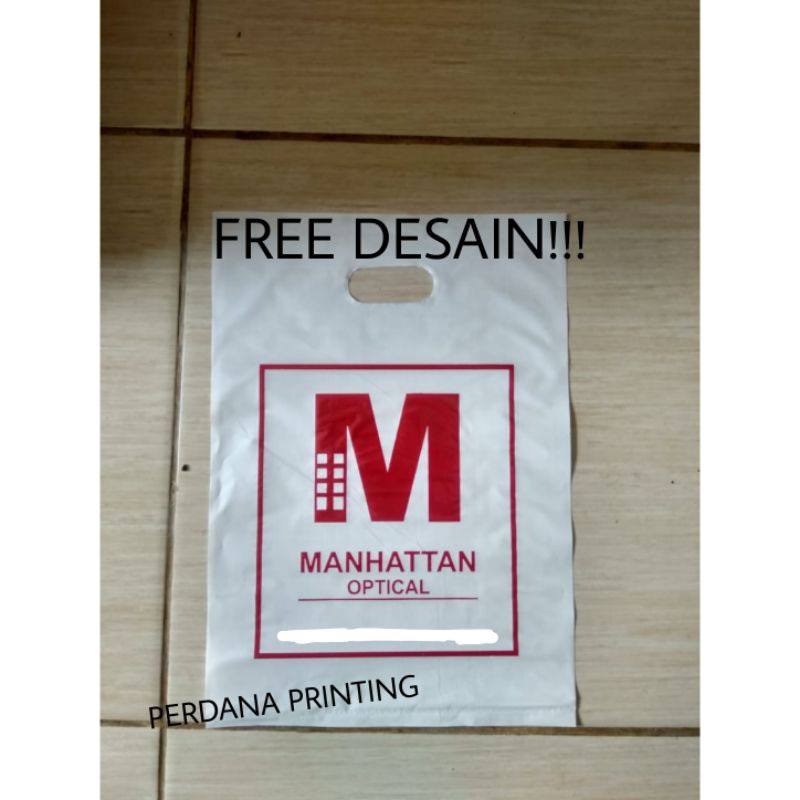 FREE DESAIN!!!
M
MANHATTAN
OPTICAL
PERDANA PRINTING